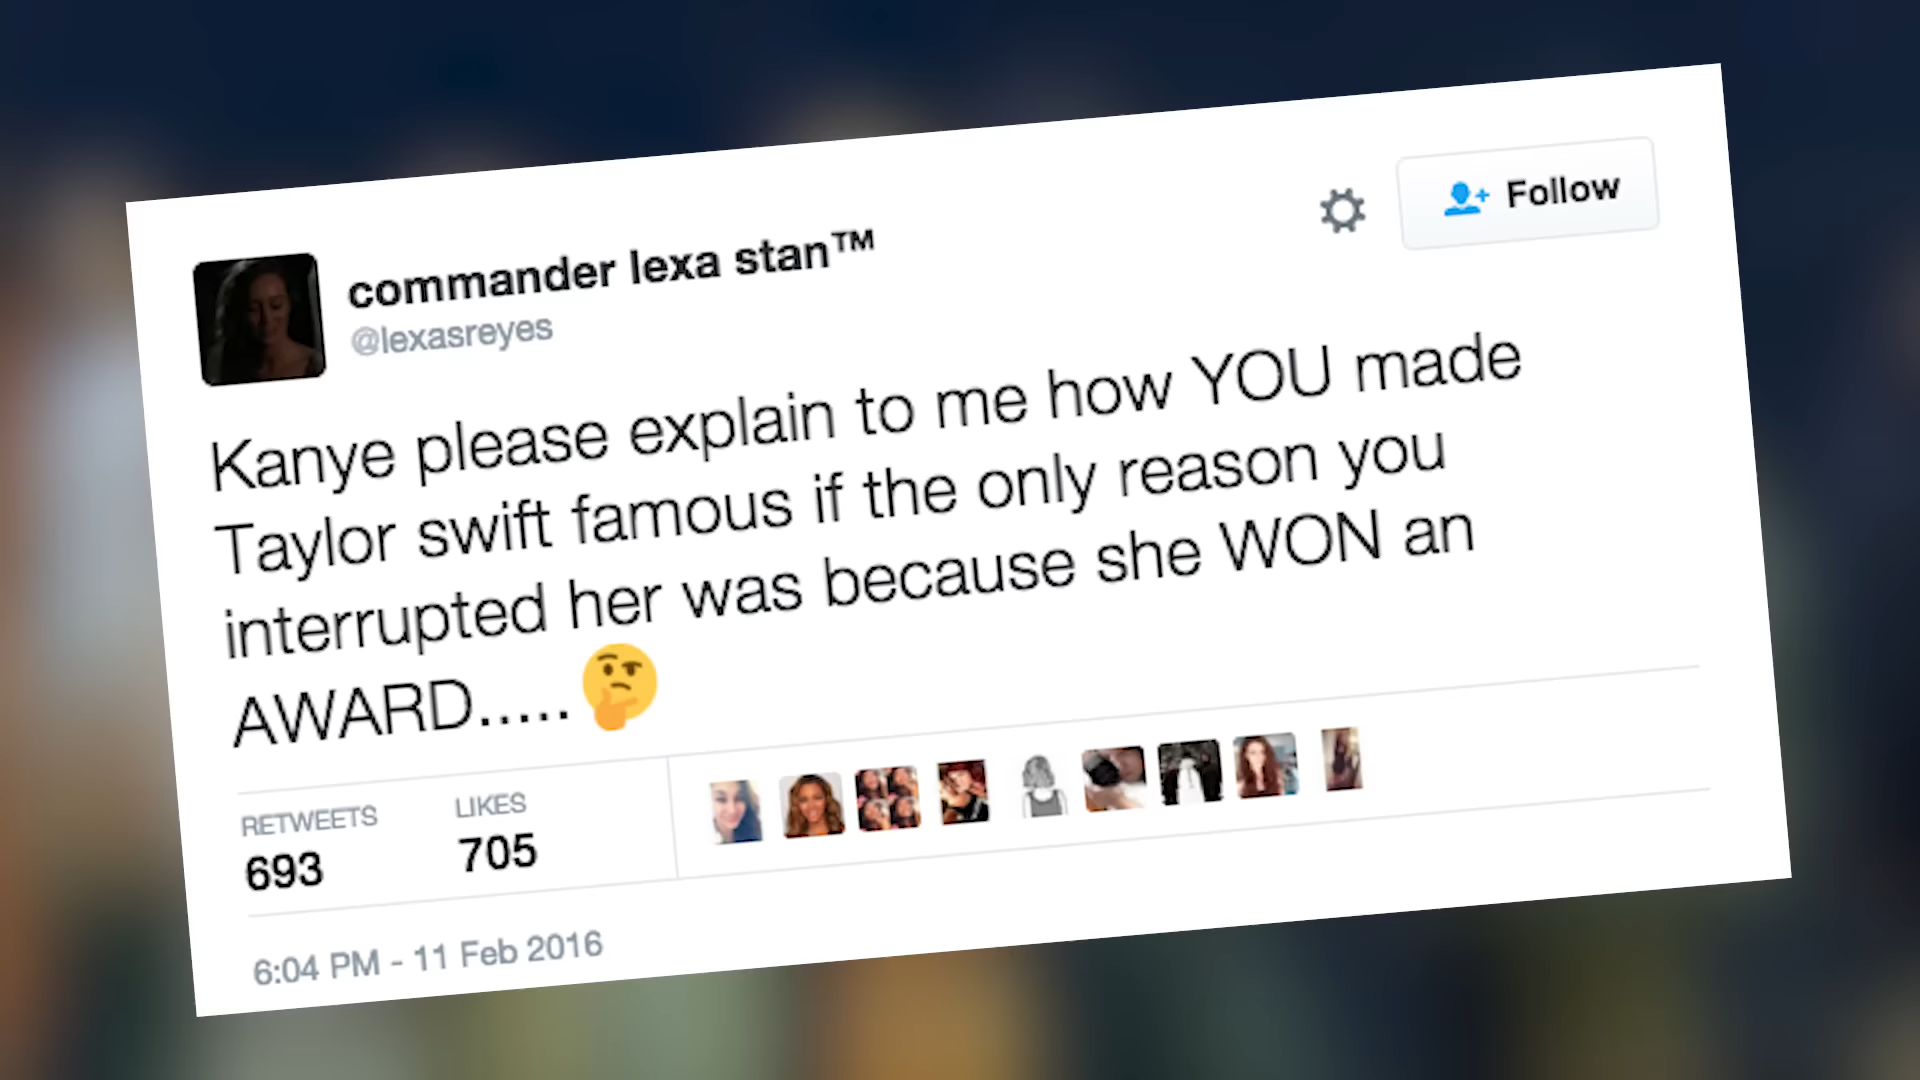 commander lexa stan™
@lexasreyes
Follow
Kanye please explain to me how YOU made
Taylor swift famous if the only reason you
interrupted her was because she WON an
AWARD.....🤔
RETWEETS
693
LIKES
705
6:04 PM - 11 Feb 2016